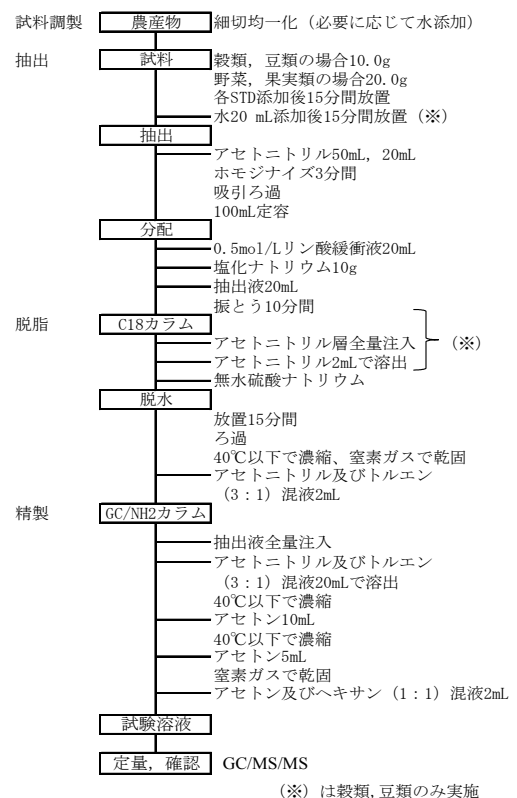 試料調製 農産物 細切均一化（必要に応じて水添加）
抽出 試料 穀類，豆類の場合10.0g
野菜，果実類の場合20.0g
各STD添加後15分間放置
水20 mL添加後15分間放置（※）
抽出
アセトニトリル50mL，20mL
ホモジナイズ3分間
吸引ろ過
100mL定容
分配
0.5mol/Lリン酸緩衝液20mL
塩化ナトリウム10g
抽出液20mL
振とう10分間
脱脂 C18カラム
アセトニトリル層全量注入 （※）
アセトニトリル2mLで溶出
無水硫酸ナトリウム
脱水
放置15分間
ろ過
40℃以下で濃縮、窒素ガスで乾固
アセトニトリル及びトルエン
（3：1）混液2mL
精製 GC/NH2カラム
抽出液全量注入
アセトニトリル及びトルエン
（3：1）混液20mLで溶出
40℃以下で濃縮
アセトン10mL
40℃以下で濃縮
アセトン5mL
窒素ガスで乾固
アセトン及びヘキサン（1：1）混液2mL
試験溶液
定量，確認 GC/MS/MS
（※）は穀類,豆類のみ実施